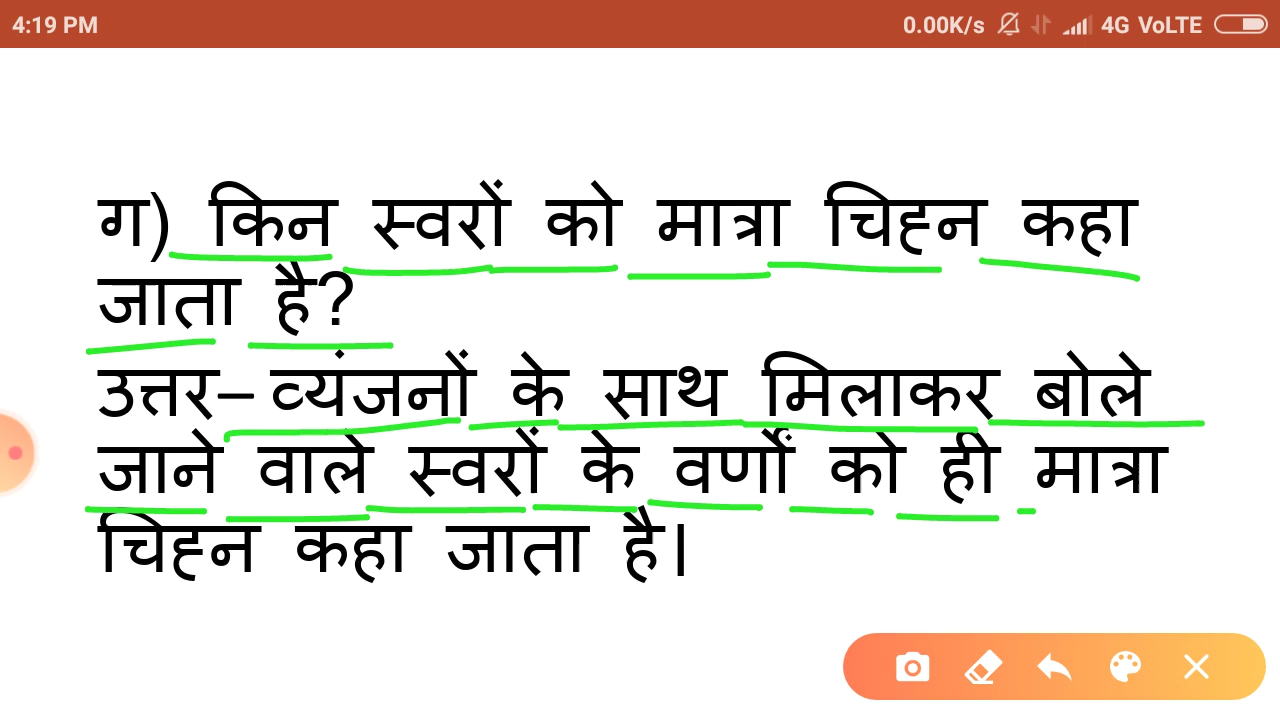 4:19 PM 0.00K/s 4G VoLTE
ग) किन स्वरों को मात्रा चिह्न कहा
जाता है?
उत्तर– व्यंजनों के साथ मिलाकर बोले
जाने वाले स्वरों के वर्णों को ही मात्रा
चिह्न कहा जाता है।